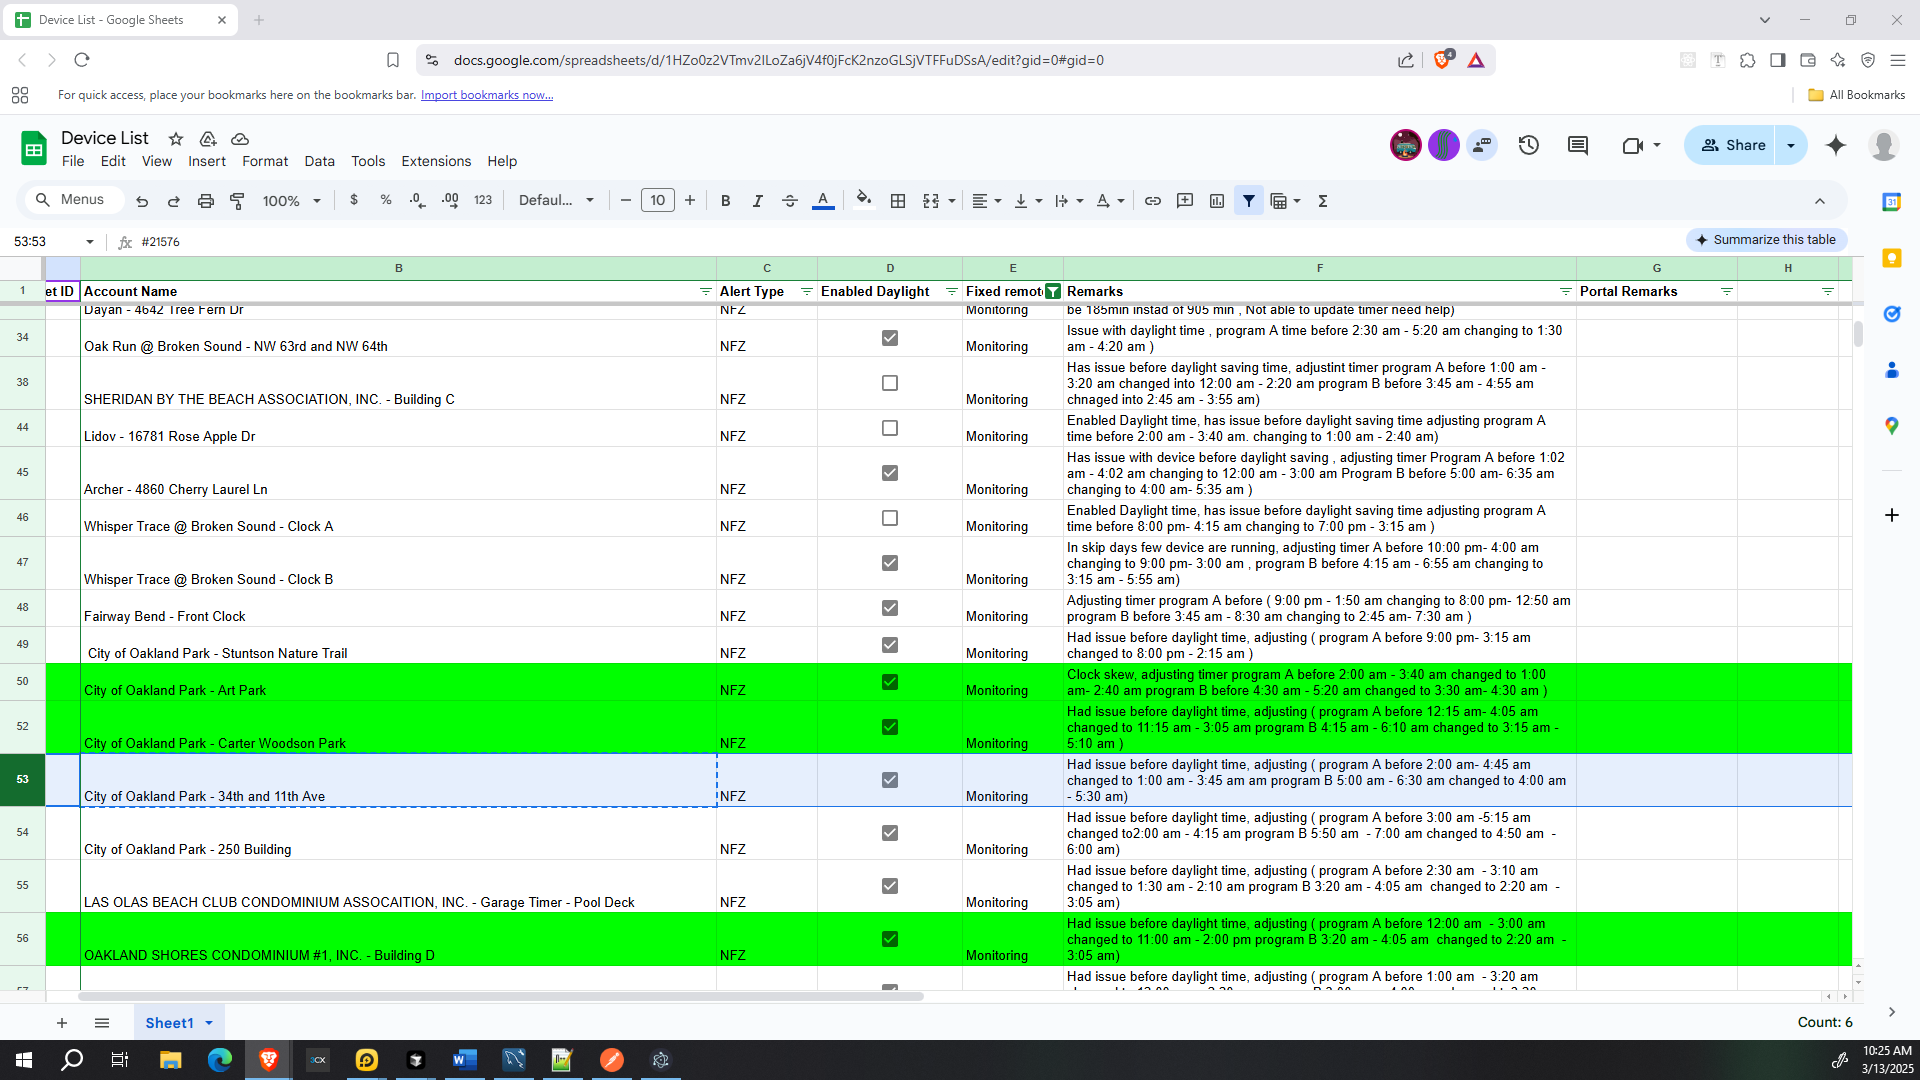 Device List - Google Sheets
docs.google.com/spreadsheets/d/1HZo0z2VTmv2ILoZa6jV4f0jFcK2nzoGLSjVTFFuDSsA/edit?gid=0#gid=0
4
For quick access, place your bookmarks here on the bookmarks bar. Import bookmarks now...
All Bookmarks
Device List
File Edit View Insert Format Data Tools Extensions Help
Share
Menus
100%
$ % .0 .00 123
Defaul...
10
B I A
31
53:53
fx #21576
Summarize this table
B C D E F G H
1 et ID Account Name Alert Type Enabled Daylight Fixed remot Remarks Portal Remarks
Dayan - 4642 Tree Fern Dr NFZ Monitoring be 185min instad of 905 min , Not able to update timer need help)
34 Oak Run @ Broken Sound - NW 63rd and NW 64th NFZ Monitoring
Issue with daylight time , program A time before 2:30 am - 5:20 am changing to 1:30
am - 4:20 am )
38 SHERIDAN BY THE BEACH ASSOCIATION, INC. - Building C NFZ Monitoring
Has issue before daylight saving time, adjustint timer program A before 1:00 am -
3:20 am changed into 12:00 am - 2:20 am program B before 3:45 am - 4:55 am
chnaged into 2:45 am - 3:55 am)
44 Lidov - 16781 Rose Apple Dr NFZ Monitoring
Enabled Daylight time, has issue before daylight saving time adjusting program A
time before 2:00 am - 3:40 am. changing to 1:00 am - 2:40 am)
45 Archer - 4860 Cherry Laurel Ln NFZ Monitoring
Has issue with device before daylight saving , adjusting timer Program A before 1:02
am - 4:02 am changing to 12:00 am - 3:00 am Program B before 5:00 am- 6:35 am
changing to 4:00 am- 5:35 am )
46 Whisper Trace @ Broken Sound - Clock A NFZ Monitoring
Enabled Daylight time, has issue before daylight saving time adjusting program A
time before 8:00 pm- 4:15 am changing to 7:00 pm - 3:15 am )
47 Whisper Trace @ Broken Sound - Clock B NFZ Monitoring
In skip days few device are running, adjusting timer A before 10:00 pm- 4:00 am
changing to 9:00 pm- 3:00 am , program B before 4:15 am - 6:55 am changing to
3:15 am - 5:55 am)
48 Fairway Bend - Front Clock NFZ Monitoring
Adjusting timer program A before ( 9:00 pm - 1:50 am changing to 8:00 pm- 12:50 am
program B before 3:45 am - 8:30 am changing to 2:45 am- 7:30 am )
49 City of Oakland Park - Stuntson Nature Trail NFZ Monitoring
Had issue before daylight time, adjusting ( program A before 9:00 pm- 3:15 am
changed to 8:00 pm - 2:15 am )
50 City of Oakland Park - Art Park NFZ Monitoring
Clock skew, adjusting timer program A before 2:00 am - 3:40 am changed to 1:00
am- 2:40 am program B before 4:30 am - 5:20 am changed to 3:30 am- 4:30 am )
52 City of Oakland Park - Carter Woodson Park NFZ Monitoring
Had issue before daylight time, adjusting ( program A before 12:15 am- 4:05 am
changed to 11:15 am - 3:05 am program B 4:15 am - 6:10 am changed to 3:15 am -
5:10 am )
53 City of Oakland Park - 34th and 11th Ave NFZ Monitoring
Had issue before daylight time, adjusting ( program A before 2:00 am- 4:45 am
changed to 1:00 am - 3:45 am am program B 5:00 am - 6:30 am changed to 4:00 am
- 5:30 am)
54 City of Oakland Park - 250 Building NFZ Monitoring
Had issue before daylight time, adjusting ( program A before 3:00 am -5:15 am
changed to2:00 am - 4:15 am program B 5:50 am - 7:00 am changed to 4:50 am -
6:00 am)
55 LAS OLAS BEACH CLUB CONDOMINIUM ASSOCAITION, INC. - Garage Timer - Pool Deck NFZ Monitoring
Had issue before daylight time, adjusting ( program A before 2:30 am - 3:10 am
changed to 1:30 am - 2:10 am program B 3:20 am - 4:05 am changed to 2:20 am -
3:05 am)
56 OAKLAND SHORES CONDOMINIUM #1, INC. - Building D NFZ Monitoring
Had issue before daylight time, adjusting ( program A before 12:00 am - 3:00 am
changed to 11:00 am - 2:00 pm program B 3:20 am - 4:05 am changed to 2:20 am -
3:05 am)
57 Had issue before daylight time, adjusting ( program A before 1:00 am - 3:20 am
Sheet1
Count: 6
3CX
10:25 AM
3/13/2025